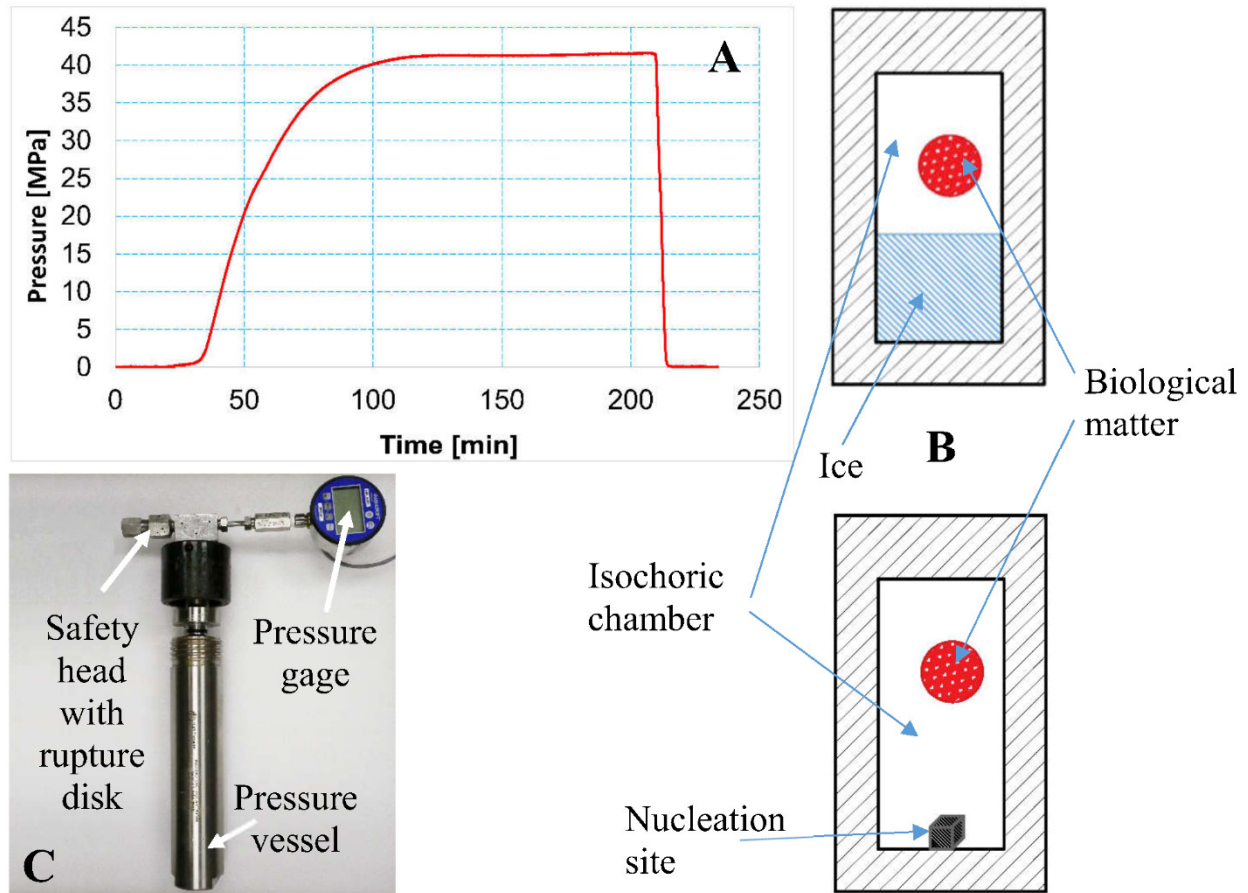 45
40
35
30
25
20
15
10
5
0
Pressure [MPa]
0
50
100
150
200
250
Time [min]
A
Biological
matter
Ice
B
Isochoric
chamber
Nucleation
site
Safety
head
with
rupture
disk
Pressure
gage
Pressure
vessel
C